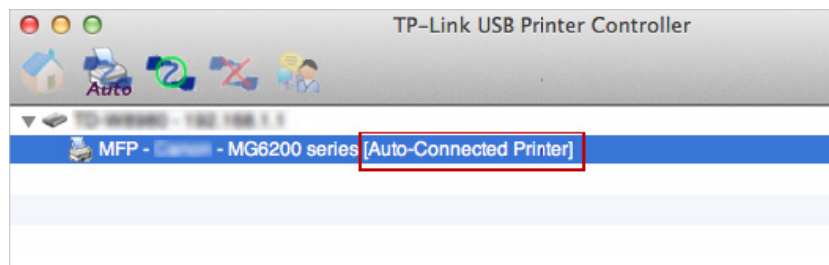 TP-Link USB Printer Controller
Auto
MFP - - MG6200 series [Auto-Connected Printer]